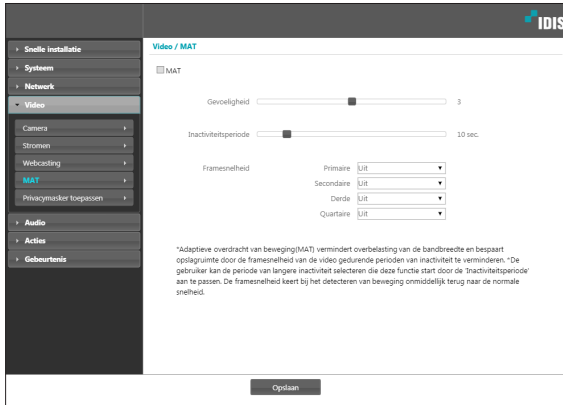 IDIS
Snelle installatie
Systeem
Netwerk
Video
Camera
Stromen
Webcasting
MAT
Privacymasker toepassen
Audio
Acties
Gebeurtenis
Video / MAT
MAT
Gevoeligheid 3
Inactiviteitsperiode 10 sec.
Framesnelheid Primaire Uit
Secondaire Uit
Derde Uit
Quartaire Uit
*Adaptieve overdracht van beweging(MAT) vermindert overbelasting van de bandbreedte en bespaart
opslagruimte door de framesnelheid van de video gedurende perioden van inactiviteit te verminderen. *De
gebruiker kan de periode van langere inactiviteit selecteren die deze functie start door de 'Inactiviteitsperiode'
aan te passen. De framesnelheid keert bij het detecteren van beweging onmiddellijk terug naar de normale
snelheid.
Opslaan